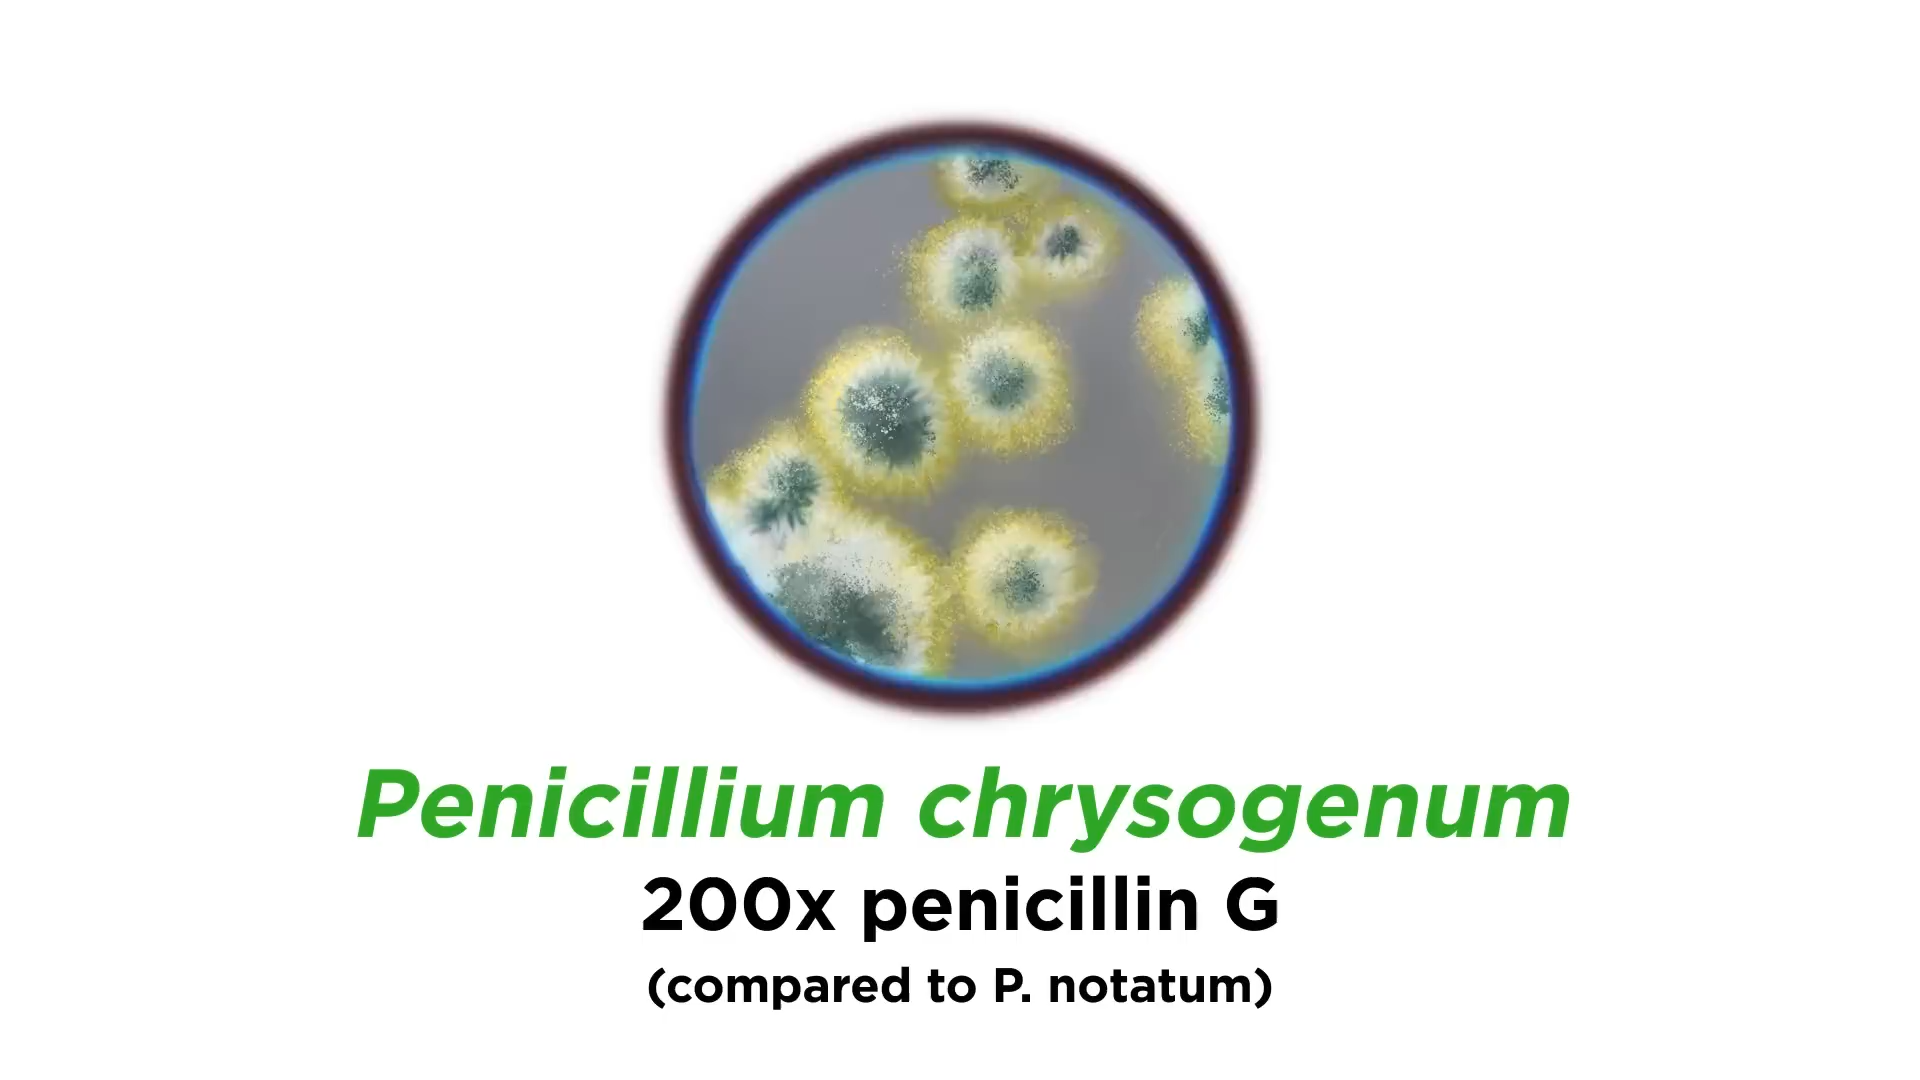 Penicillium chrysogenum
200x penicillin G
(compared to P. notatum)